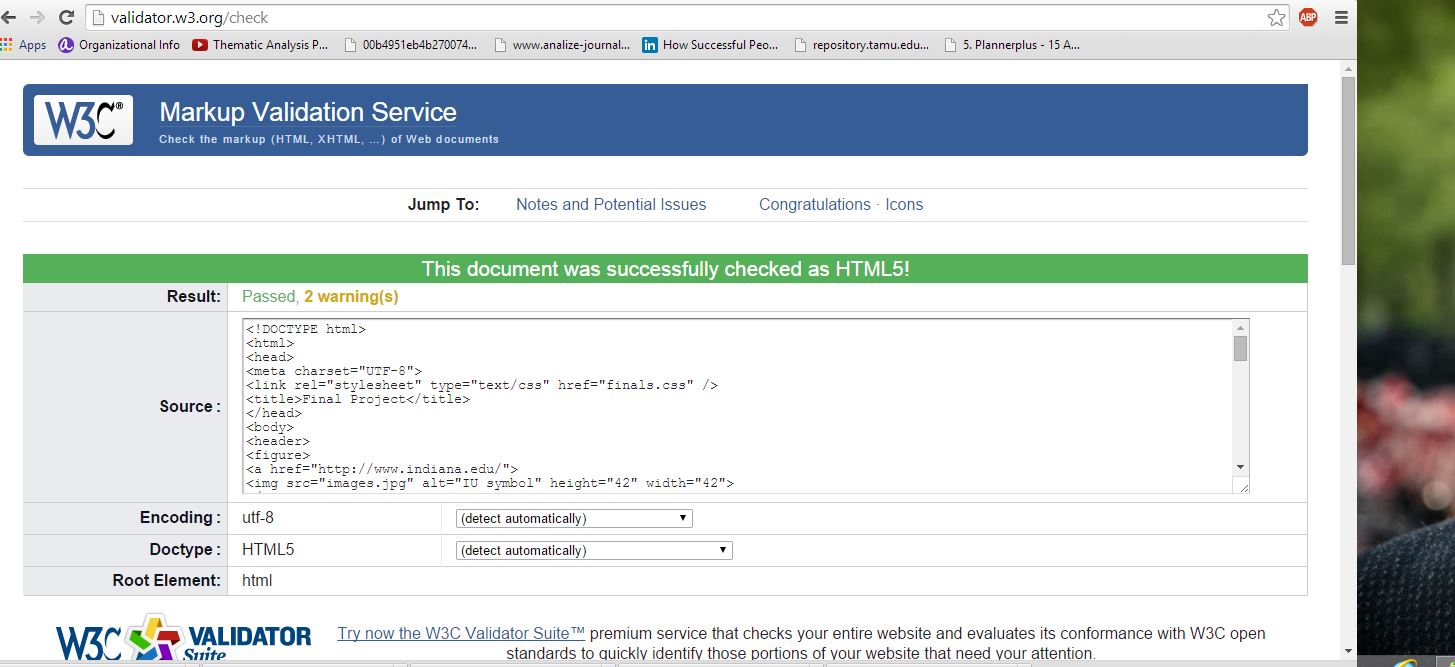 validator.w3.org/check
ABP
Apps Organizational Info Thematic Analysis P... 00b4951eb4b270074... www.analize-journal... in How Successful Peo... repository.tamu.edu... 5. Plannerplus - 15 A...
W3C® Markup Validation Service
Check the markup (HTML, XHTML, ...) of Web documents
Jump To: Notes and Potential Issues Congratulations · Icons
This document was successfully checked as HTML5!
Result: Passed, 2 warning(s)
Source :
<!DOCTYPE html>
<html>
<head>
<meta charset="UTF-8">
<link rel="stylesheet" type="text/css" href="finals.css" />
<title>Final Project</title>
</head>
<body>
<header>
<figure>
<a href="http://www.indiana.edu/">
<img src="images.jpg" alt="IU symbol" height="42" width="42">
Encoding : utf-8 (detect automatically)
Doctype : HTML5 (detect automatically)
Root Element: html
W3C VALIDATOR Suite
Try now the W3C Validator Suite™ premium service that checks your entire website and evaluates its conformance with W3C open
standards to quickly identify those portions of your website that need your attention.